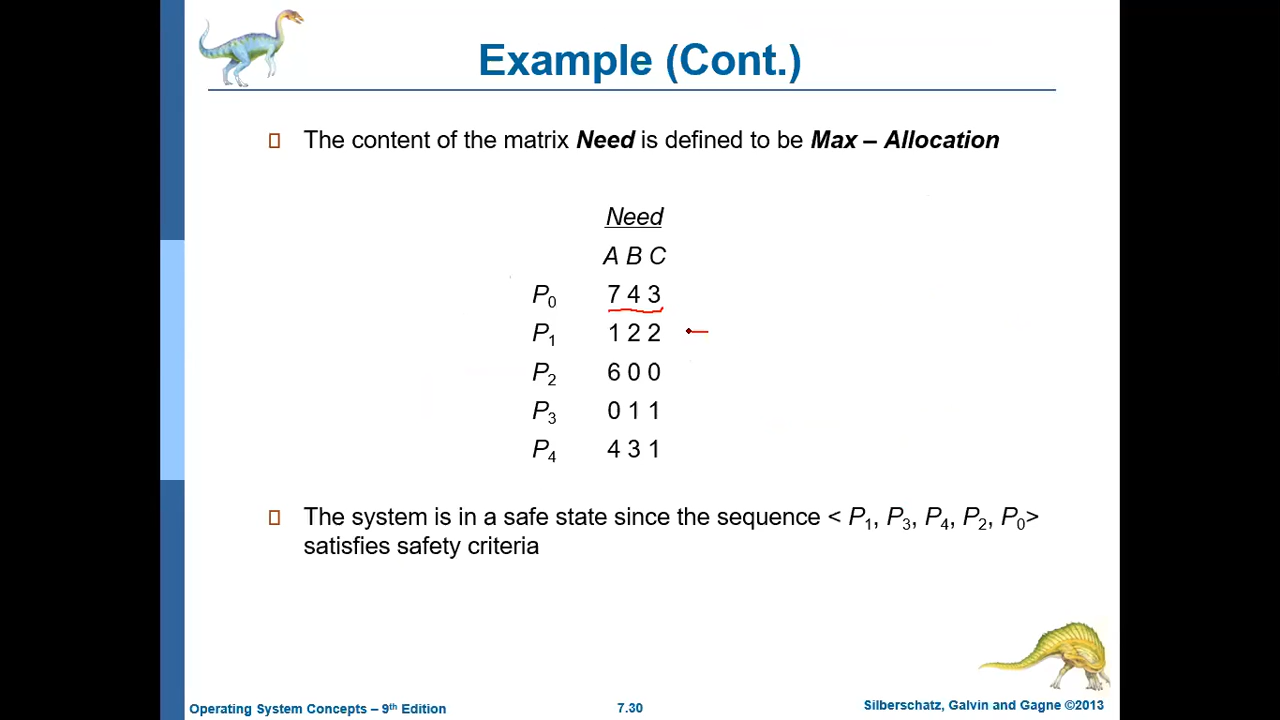 Example (Cont.)
The content of the matrix Need is defined to be Max – Allocation
Need
A B C
P0 7 4 3
P1 1 2 2
P2 6 0 0
P3 0 1 1
P4 4 3 1
The system is in a safe state since the sequence < P1, P3, P4, P2, P0>
satisfies safety criteria
Operating System Concepts – 9th Edition 7.30 Silberschatz, Galvin and Gagne ©2013